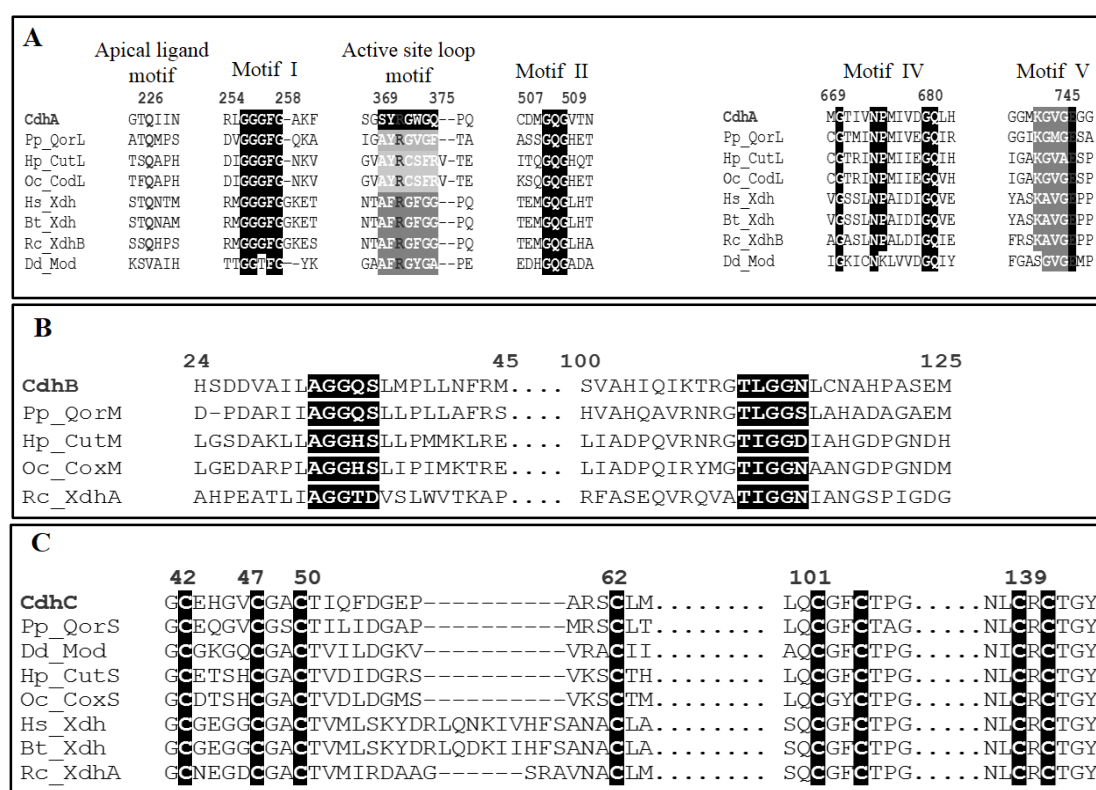 A
Apical ligand motif Motif I Active site loop motif Motif II Motif IV Motif V
226 254 258 369 375 507 509 669 680 745
CdhA GTQIIN RLGGGFG-AKF SGSYRGWGQ--PQ CDMGQGVTN CdhA MGTIVNPMIVDGQLH GGMKGVGEGG
Pp_QorL ATQMPS DVGGGFG-QKA IGAYRGVGF--TA ASSGQGHET Pp_QorL CGTMINPMIVEGQIR GGIKGMGESA
Hp_CutL TSQAPH DIGGGFG-NKV GVAYRCSFRV-TE ITQGQGHQT Hp_CutL CGTRINPMIIEGQIH IGAKGVAESP
Oc_CodL TFQAPH DIGGGFG-NKV GVAYRCSFRV-TE KSQGQGHET Oc_CodL CGTRINPMIIEGQVH IGAKGVGESP
Hs_Xdh STQNTM RMGGGFGGKET NTAFRGFGG--PQ TEMGQGLHT Hs_Xdh VGSSLNPAIDIGQVE YASKAVGEPP
Bt_Xdh STQNAM RMGGGFGGKET NTAFRGFGG--PQ TEMGQGLHT Bt_Xdh VGSSLNPAIDIGQVE YASKAVGEPP
Rc_XdhB SSQHPS RMGGGFGGKES NTAFRGFGG--PQ TEMGQGLHA Rc_XdhB AGASLNPALDIGQIE FRSKAVGEPP
Dd_Mod KSVAIH TTGGTFG--YK GAAFRGYGA--PE EDHGQGADA Dd_Mod IGKICNKLVVDGQIY FGASGVGEMP
B
24 45 100 125
CdhB HSDDVAILAGGQSLMPLLNFRM.... SVAHIQIKTRGTLGGNLCNAHPASEM
Pp_QorM D-PDARIIAGGQSLLPLLAFRS.... HVAHQAVRNRGTLGGSLAHADAGAEM
Hp_CutM LGSDAKLLAGGHSLLPMMKLRE.... LIADPQVRNRGTIGGDIAHGDPGNDH
Oc_CoxM LGEDARPLAGGHSLIPIMKTRE.... LIADPQIRYMGTIGGNAANGDPGNDM
Rc_XdhA AHPEATLIAGGTDVSLWVTKAP.... RFASEQVRQVATIGGNIANGSPIGDG
C
42 47 50 62 101 139
CdhC GCEHGVCGACTIQFDGEP----------ARSCLM........ LQCGFCTPG.....NLCRCTGY
Pp_QorS GCEQGVCGSCTILIDGAP----------MRSCLT........ LQCGFCTAG.....NLCRCTGY
Dd_Mod GCGKGQCGACTVILDGKV----------VRACII........ AQCGFCTPG.....NICRCTGY
Hp_CutS GCETSHCGACTVDIDGRS----------VKSCTH........ LQCGFCTPG.....NLCRCTGY
Oc_CoxS GCDTSHCGACTVDLDGMS----------VKSCTM........ LQCGYCTPG.....NLCRCTGY
Hs_Xdh GCGEGGCGACTVMLSKYDRLQNKIVHFSANACLA........ SQCGFCTPG.....NLCRCTGY
Bt_Xdh GCGEGGCGACTVMLSKYDRLQDKIIHFSANACLA........ SQCGFCTPG.....NLCRCTGY
Rc_XdhA GCNEGDCGACTVMIRDAAG------SRAVNACLM........ SQCGFCTPG.....NLCRCTGY